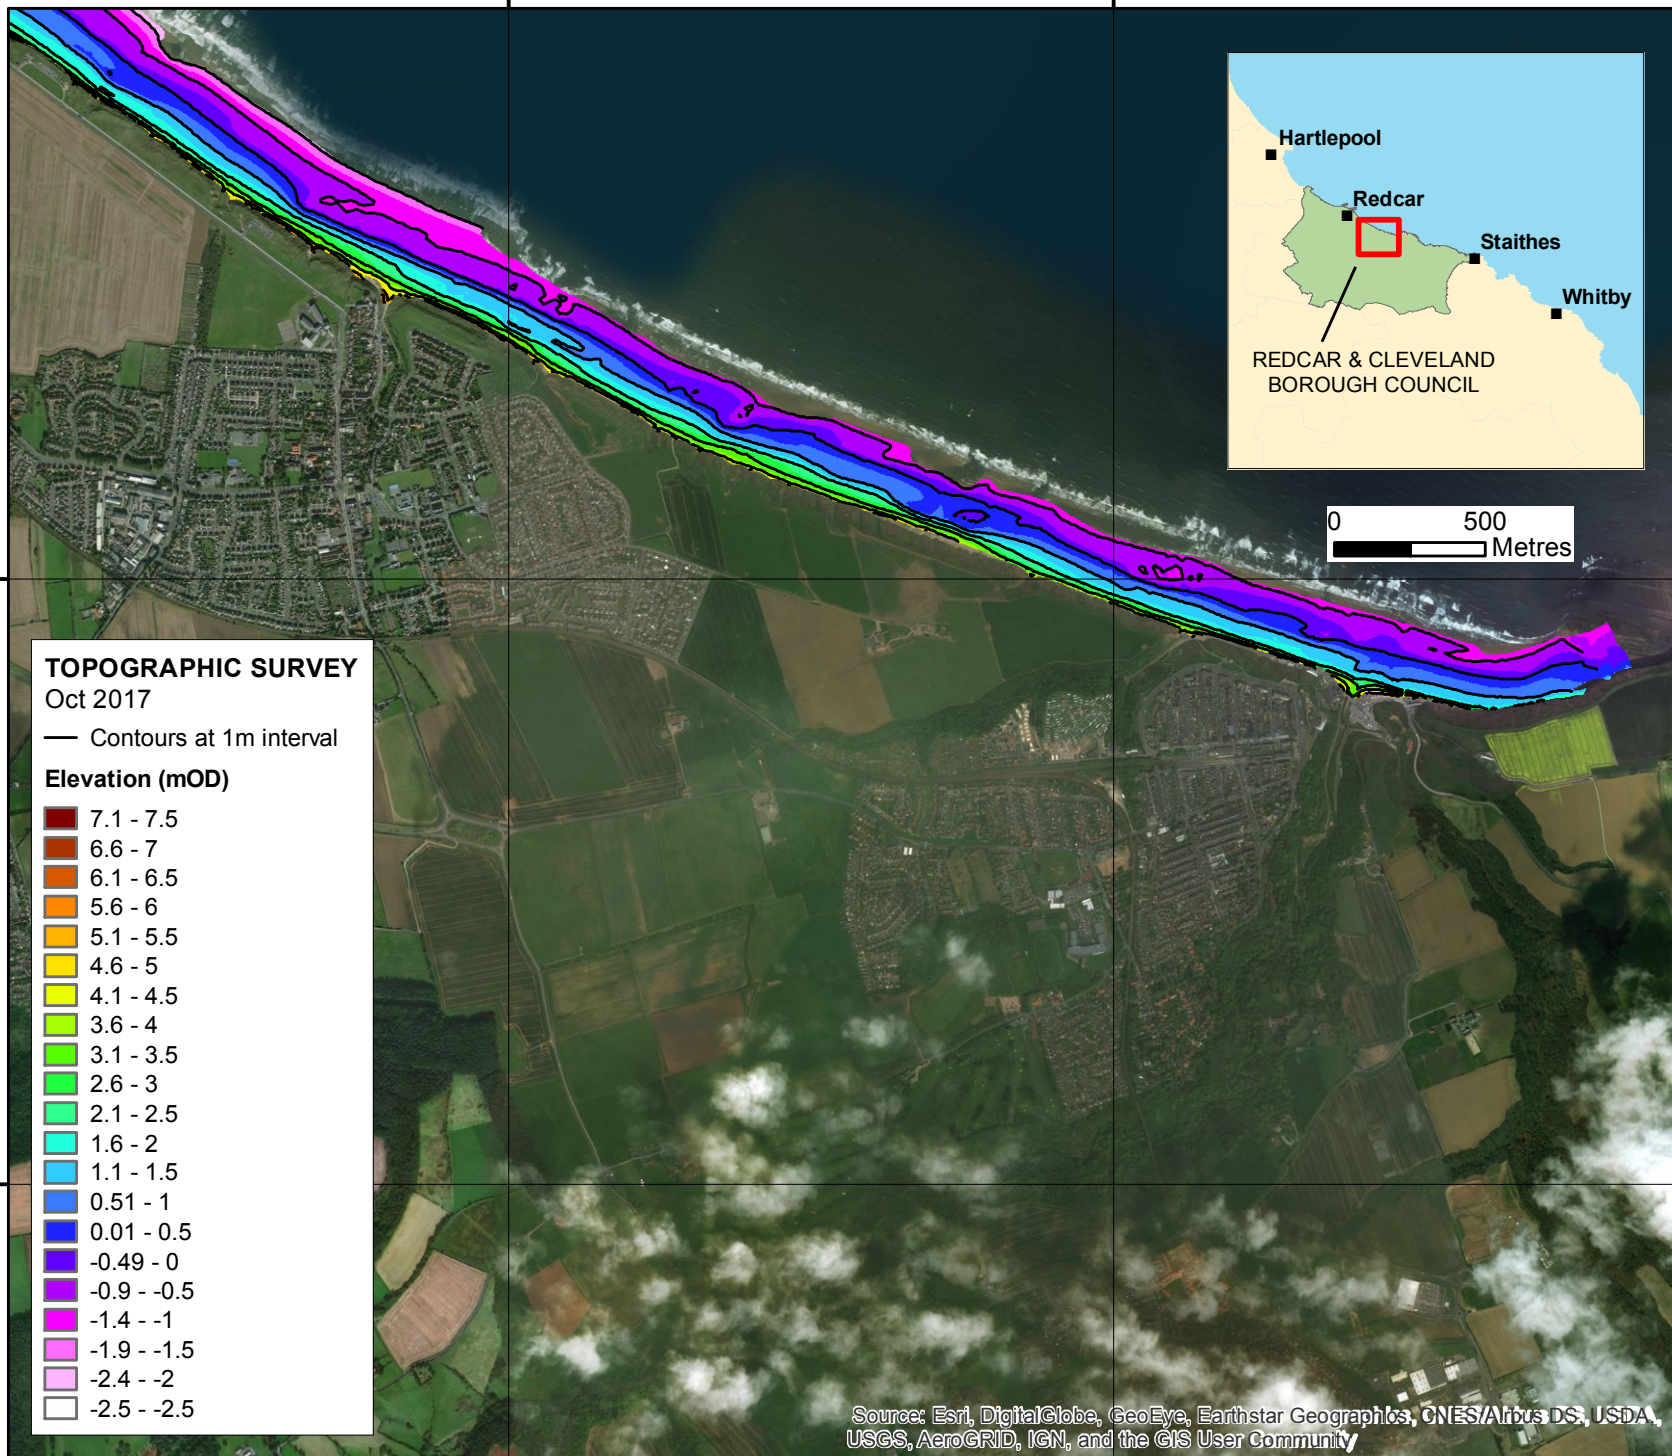 Hartlepool
Redcar
Staithes
Whitby
REDCAR & CLEVELAND
BOROUGH COUNCIL
0 500
Metres
TOPOGRAPHIC SURVEY
Oct 2017
Contours at 1m interval
Elevation (mOD)
7.1 - 7.5
6.6 - 7
6.1 - 6.5
5.6 - 6
5.1 - 5.5
4.6 - 5
4.1 - 4.5
3.6 - 4
3.1 - 3.5
2.6 - 3
2.1 - 2.5
1.6 - 2
1.1 - 1.5
0.51 - 1
0.01 - 0.5
-0.49 - 0
-0.9 - -0.5
-1.4 - -1
-1.9 - -1.5
-2.4 - -2
-2.5 - -2.5
Source: Esri, DigitalGlobe, GeoEye, Earthstar Geographics, CNES/Airbus DS, USDA,
USGS, AeroGRID, IGN, and the GIS User Community